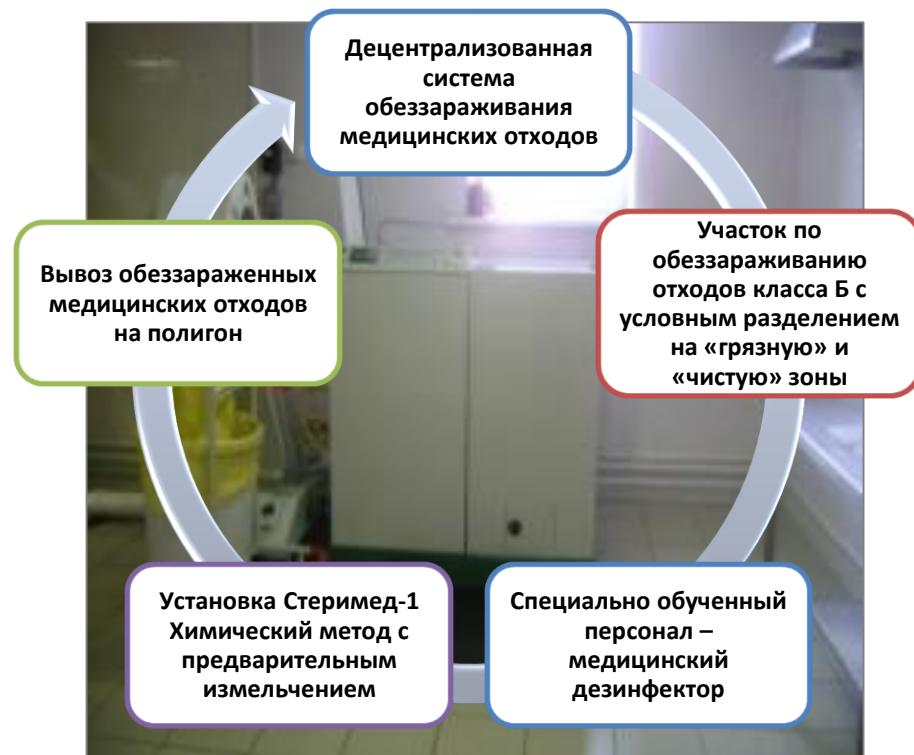 Децентрализованная
система
обеззараживания
медицинских отходов
Участок по
обеззараживанию
отходов класса Б с
условным разделением
на «грязную» и
«чистую» зоны
Специально обученный
персонал –
медицинский
дезинфектор
Установка Стеримед-1
Химический метод с
предварительным
измельчением
Вывоз обеззараженных
медицинских отходов
на полигон